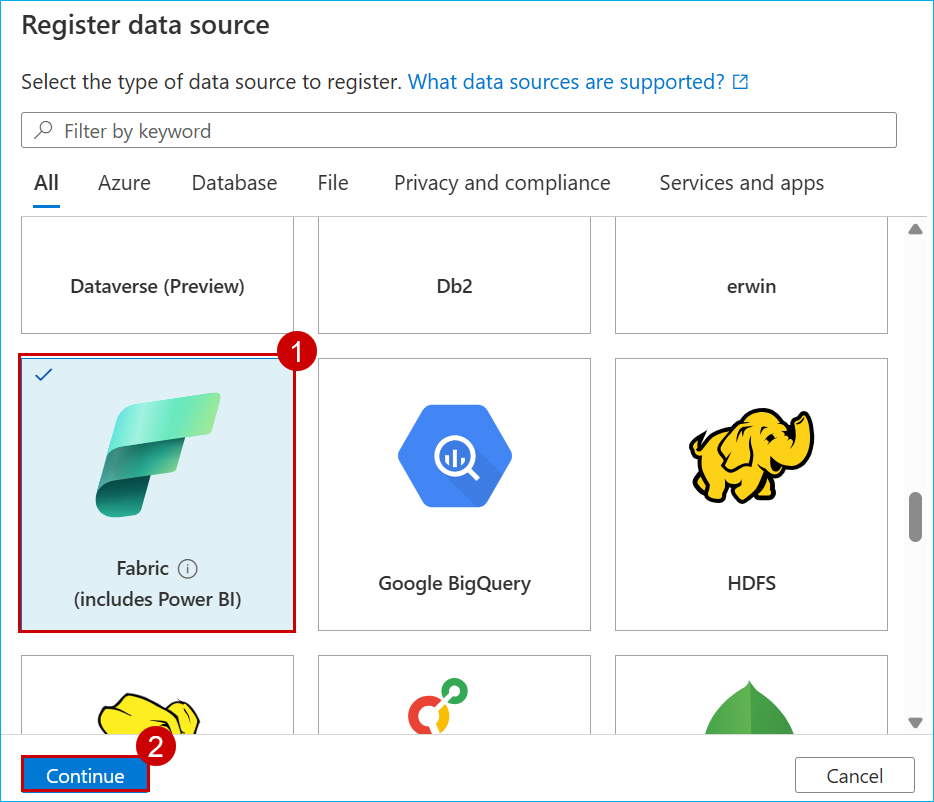 Register data source
Select the type of data source to register. What data sources are supported?
Filter by keyword
All Azure Database File Privacy and compliance Services and apps
Dataverse (Preview) Db2 erwin
1
Fabric
(includes Power BI)
Google BigQuery
HDFS
2
Continue Cancel